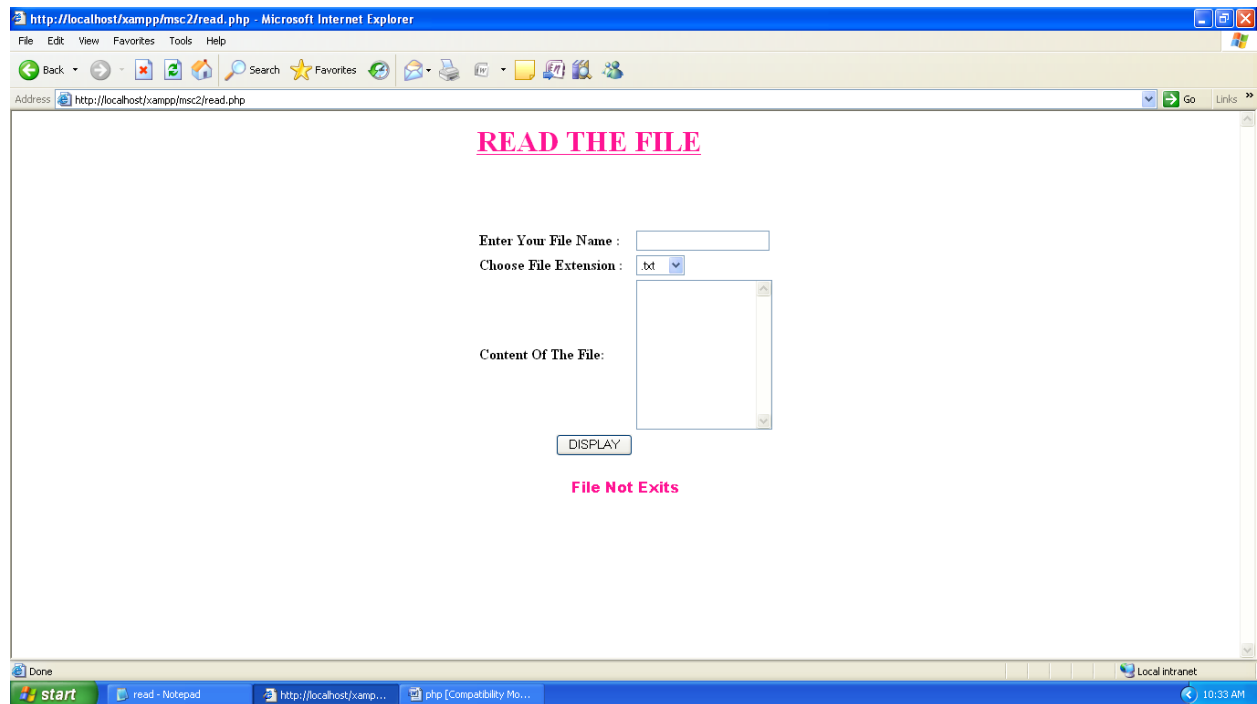 http://localhost/xampp/msc2/read.php - Microsoft Internet Explorer
File Edit View Favorites Tools Help
Back Search Favorites
Address http://localhost/xampp/msc2/read.php Go Links »
READ THE FILE
Enter Your File Name :
Choose File Extension : .txt
Content Of The File:
DISPLAY
File Not Exits
Done Local intranet
start read - Notepad http://localhost/xamp... php [Compatibility Mo... 10:33 AM